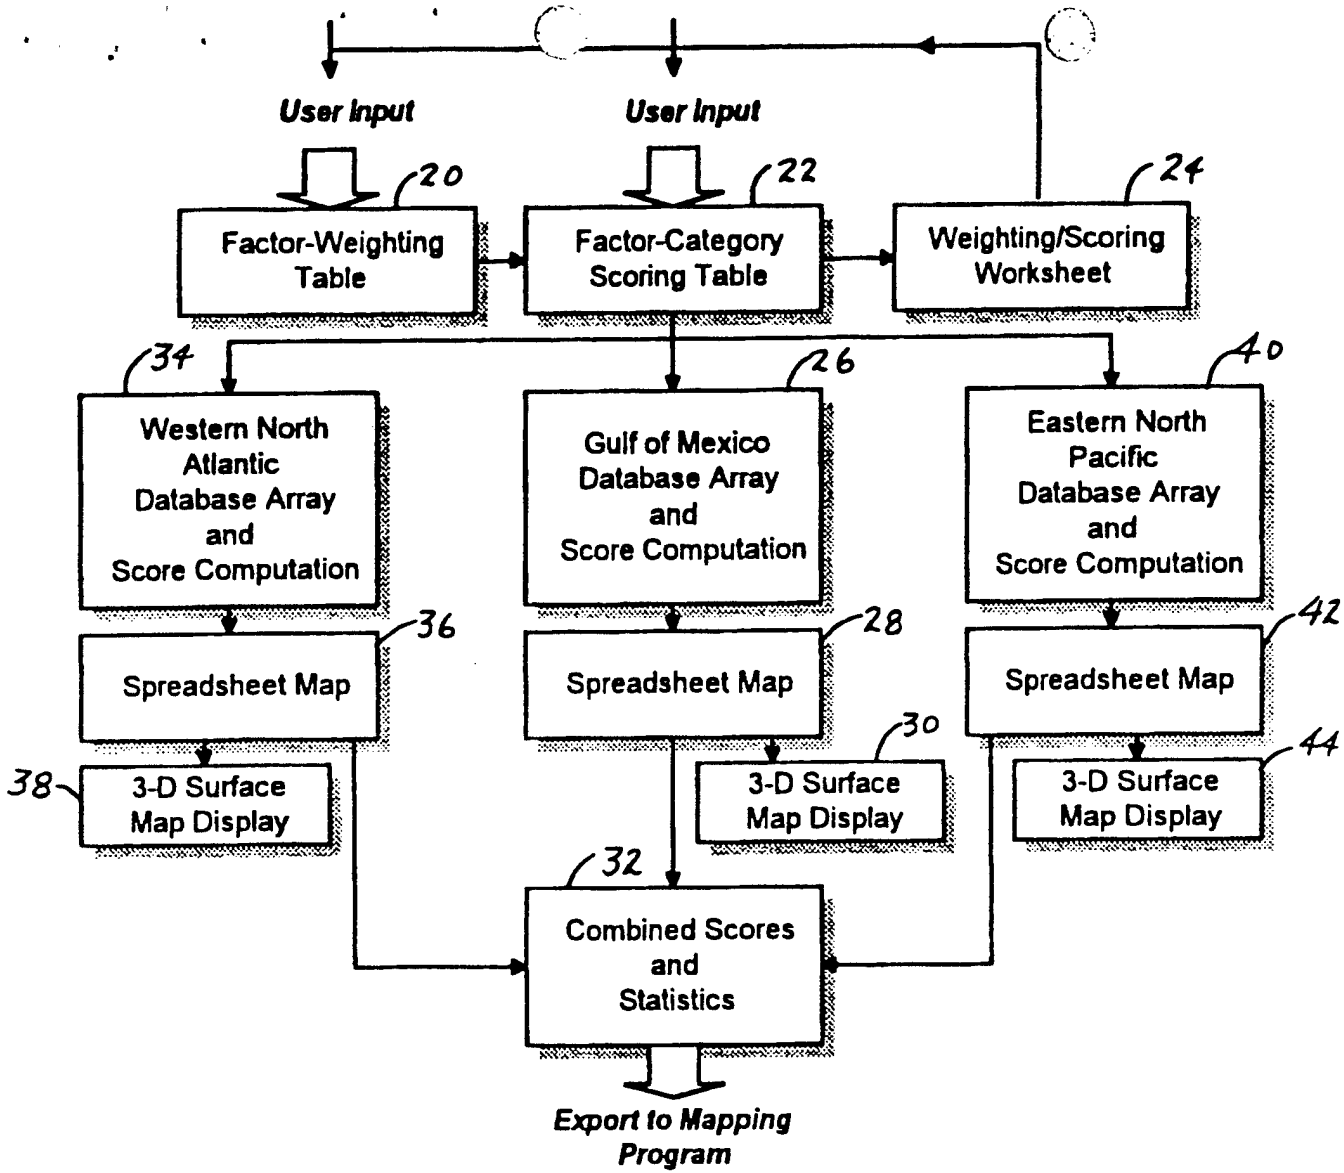 User Input
User Input
20
22
24
Factor-Weighting
Table
Factor-Category
Scoring Table
Weighting/Scoring
Worksheet
34
26
40
Western North
Atlantic
Database Array
and
Score Computation
Gulf of Mexico
Database Array
and
Score Computation
Eastern North
Pacific
Database Array
and
Score Computation
36
28
42
Spreadsheet Map
Spreadsheet Map
Spreadsheet Map
38
30
44
3-D Surface
Map Display
3-D Surface
Map Display
3-D Surface
Map Display
32
Combined Scores
and
Statistics
Export to Mapping
Program